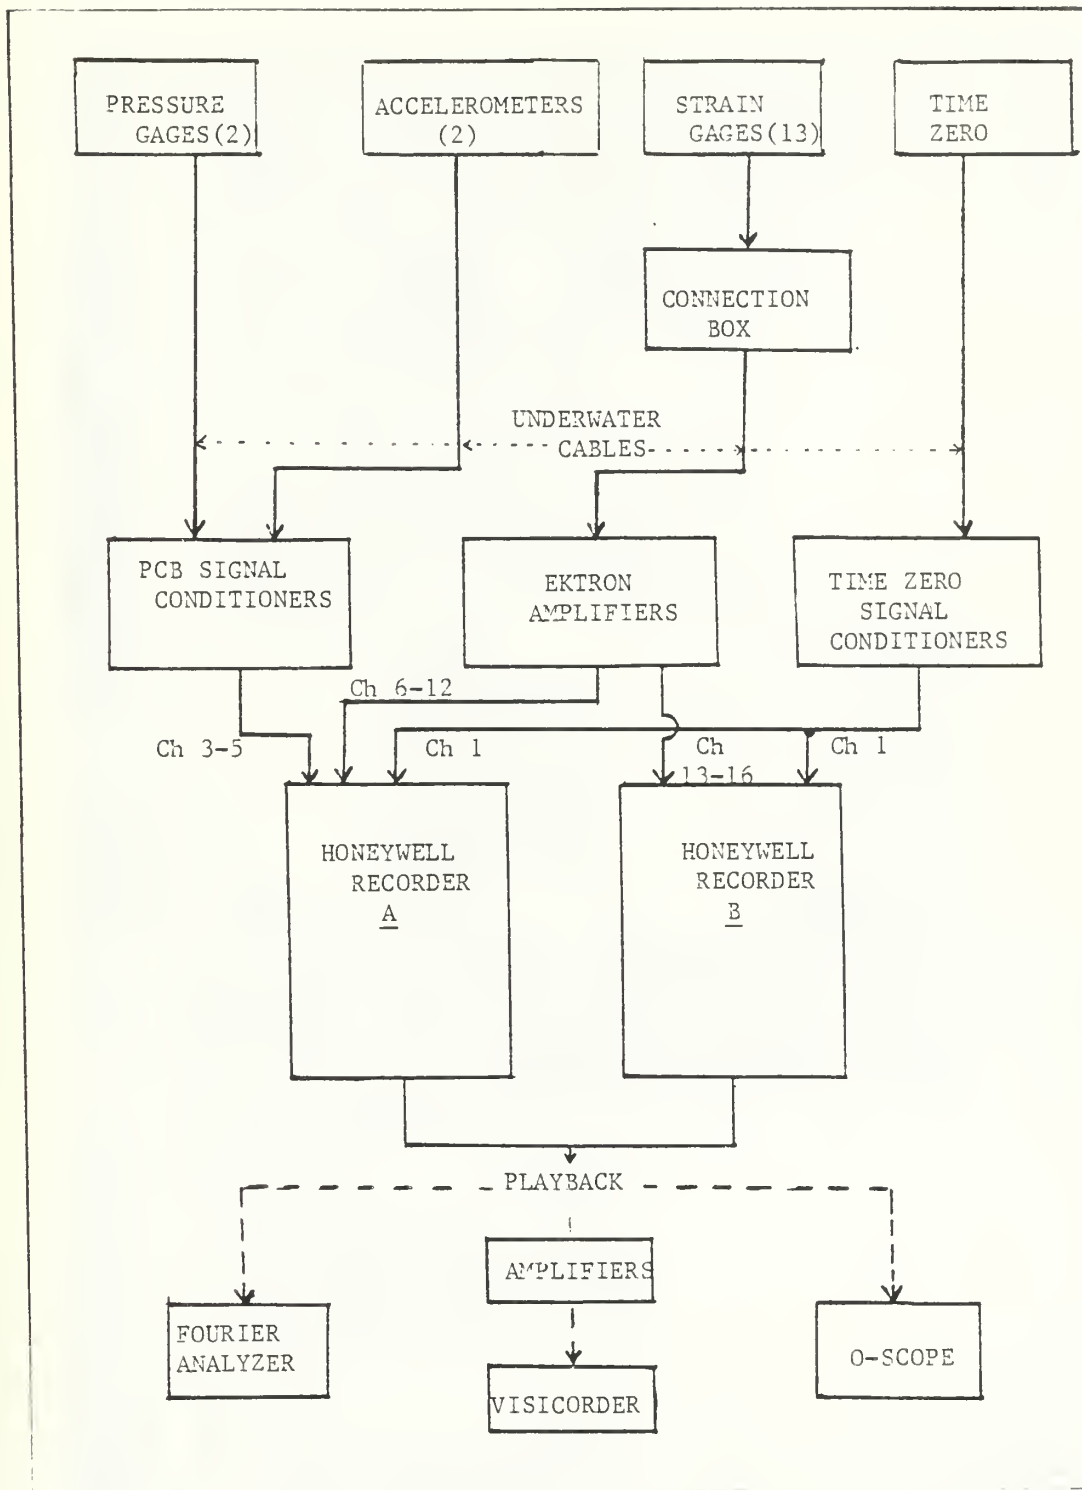 PRESSURE
GAGES(2)
ACCELEROMETERS
(2)
STRAIN
GAGES(13)
TIME
ZERO
CONNECTION
BOX
UNDERWATER
CABLES
PCB SIGNAL
CONDITIONERS
EKTRON
AMPLIFIERS
TIME ZERO
SIGNAL
CONDITIONERS
Ch 6-12
Ch 3-5
Ch 1
Ch
13-16
Ch 1
HONEYWELL
RECORDER
A
HONEYWELL
RECORDER
B
PLAYBACK
AMPLIFIERS
FOURIER
ANALYZER
VISICORDER
O-SCOPE